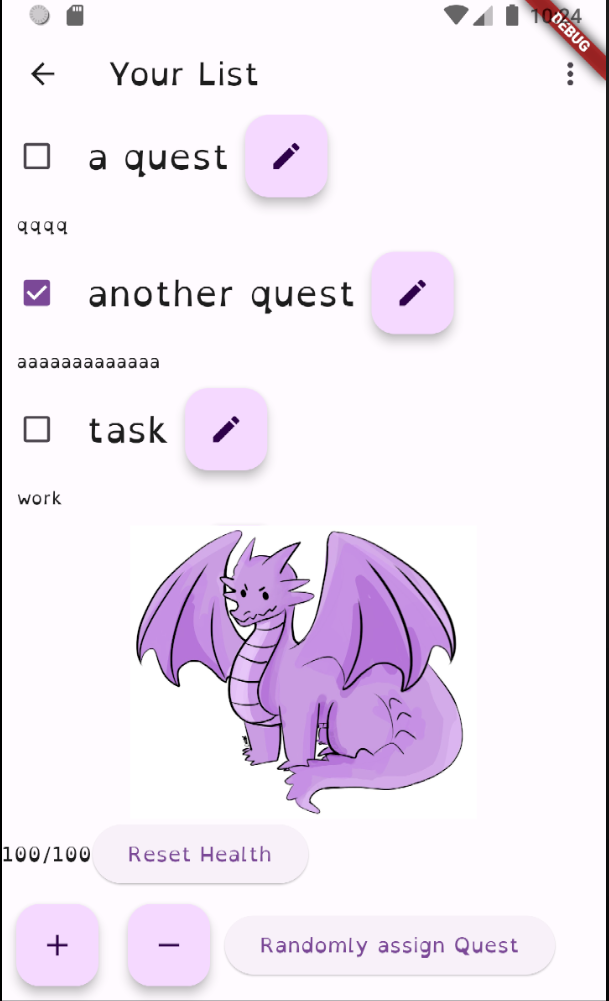 10:24
DEBUG
Your List
a quest
qqqq
another quest
aaaaaaaaaaaaa
task
work
100/100 Reset Health
+ − Randomly assign Quest